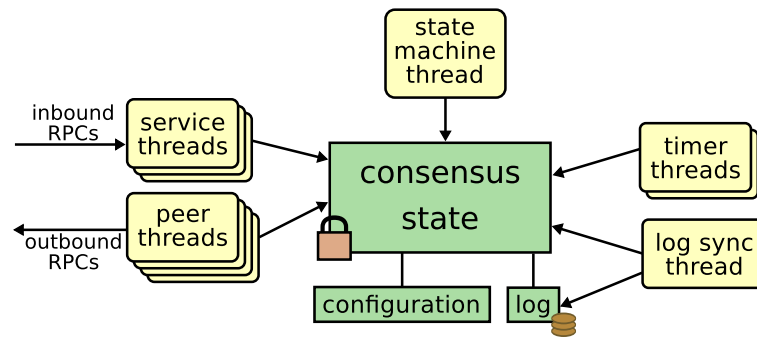 state
machine
thread
inbound
RPCs
service
threads
consensus
state
timer
threads
peer
threads
outbound
RPCs
log sync
thread
configuration
log